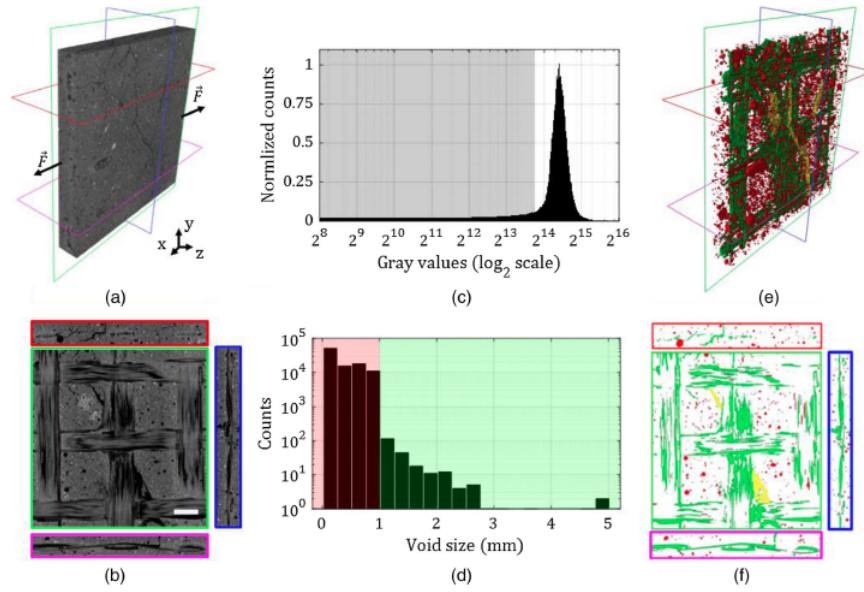 F
F
y
x
z
(a)
Normlized counts
1
0.75
0.5
0.25
0
2^8 2^9 2^10 2^11 2^12 2^13 2^14 2^15 2^16
Gray values (log_2 scale)
(c)
(e)
(b)
Counts
10^5
10^4
10^3
10^2
10^1
10^0
0 1 2 3 4 5
Void size (mm)
(d)
(f)